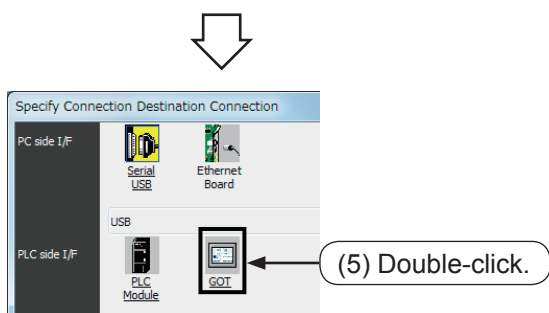 Specify Connection Destination Connection
PC side I/F
Serial
USB
Ethernet
Board
USB
PLC side I/F
PLC
Module
GOT
(5) Double-click.